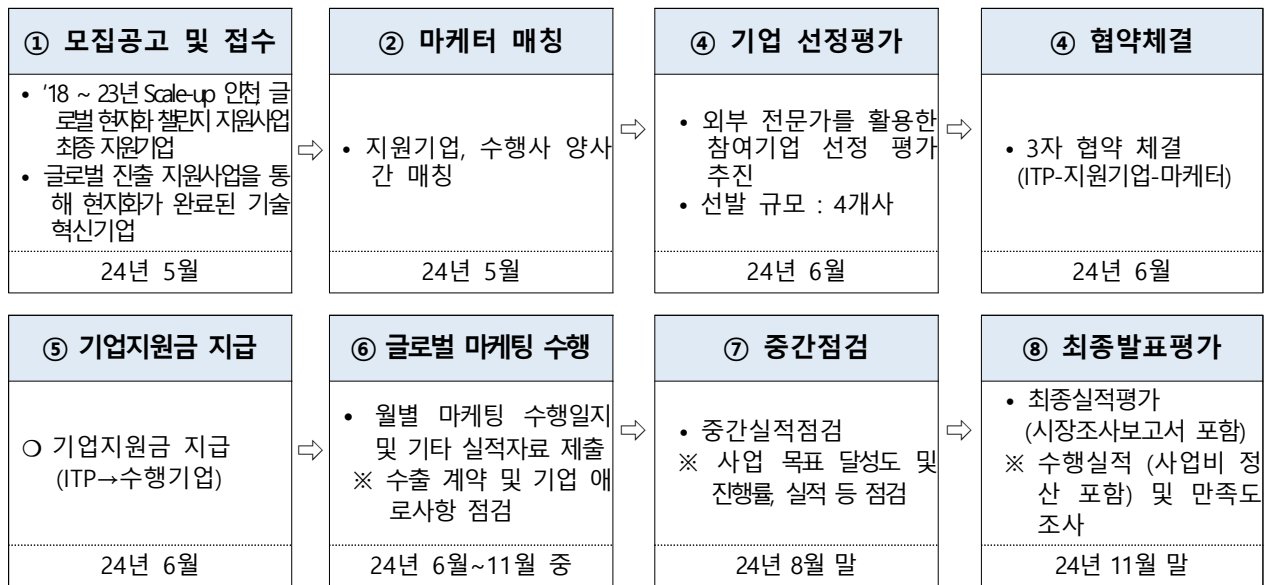 ① 모집공고 및 접수
• '18 ~ 23년 Scale-up 인천 글
로벌 현지화 챌린지 지원사업
최종 지원기업
• 글로벌 진출 지원사업을 통
해 현지화가 완료된 기술
혁신기업
24년 5월
⇨
② 마케터 매칭
• 지원기업, 수행사 양사
간 매칭
24년 5월
⇨
④ 기업 선정평가
• 외부 전문가를 활용한
참여기업 선정 평가
추진
• 선발 규모 : 4개사
24년 6월
⇨
④ 협약체결
• 3자 협약 체결
(ITP-지원기업-마케터)
24년 6월
⑤ 기업지원금 지급
❍ 기업지원금 지급
(ITP→수행기업)
24년 6월
⇨
⑥ 글로벌 마케팅 수행
• 월별 마케팅 수행일지
및 기타 실적자료 제출
※ 수출 계약 및 기업 애
로사항 점검
24년 6월~11월 중
⇨
⑦ 중간점검
• 중간실적점검
※ 사업 목표 달성도 및
진행률, 실적 등 점검
24년 8월 말
⇨
⑧ 최종발표평가
• 최종실적평가
(시장조사보고서 포함)
※ 수행실적 (사업비 정
산 포함) 및 만족도
조사
24년 11월 말